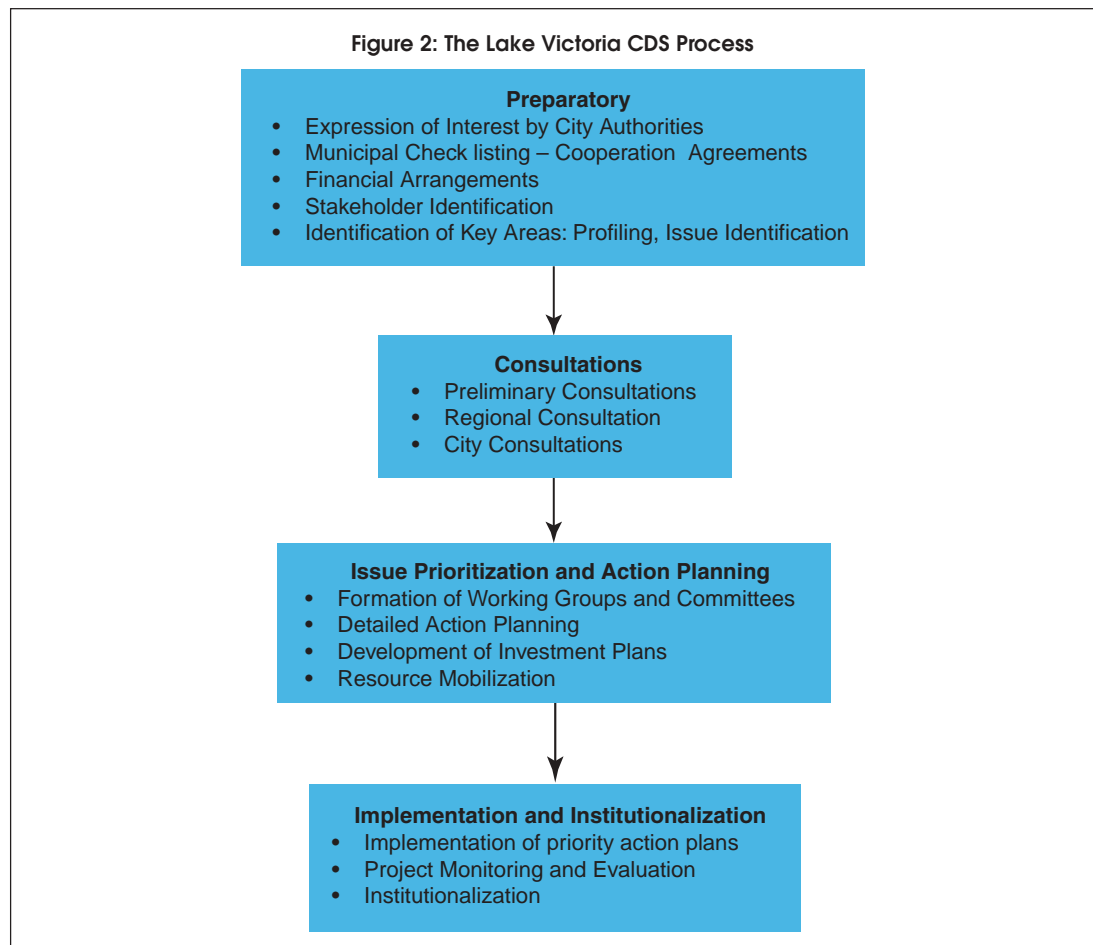 Figure 2: The Lake Victoria CDS Process
Preparatory
• Expression of Interest by City Authorities
• Municipal Check listing – Cooperation Agreements
• Financial Arrangements
• Stakeholder Identification
• Identification of Key Areas: Profiling, Issue Identification
Consultations
• Preliminary Consultations
• Regional Consultation
• City Consultations
Issue Prioritization and Action Planning
• Formation of Working Groups and Committees
• Detailed Action Planning
• Development of Investment Plans
• Resource Mobilization
Implementation and Institutionalization
• Implementation of priority action plans
• Project Monitoring and Evaluation
• Institutionalization